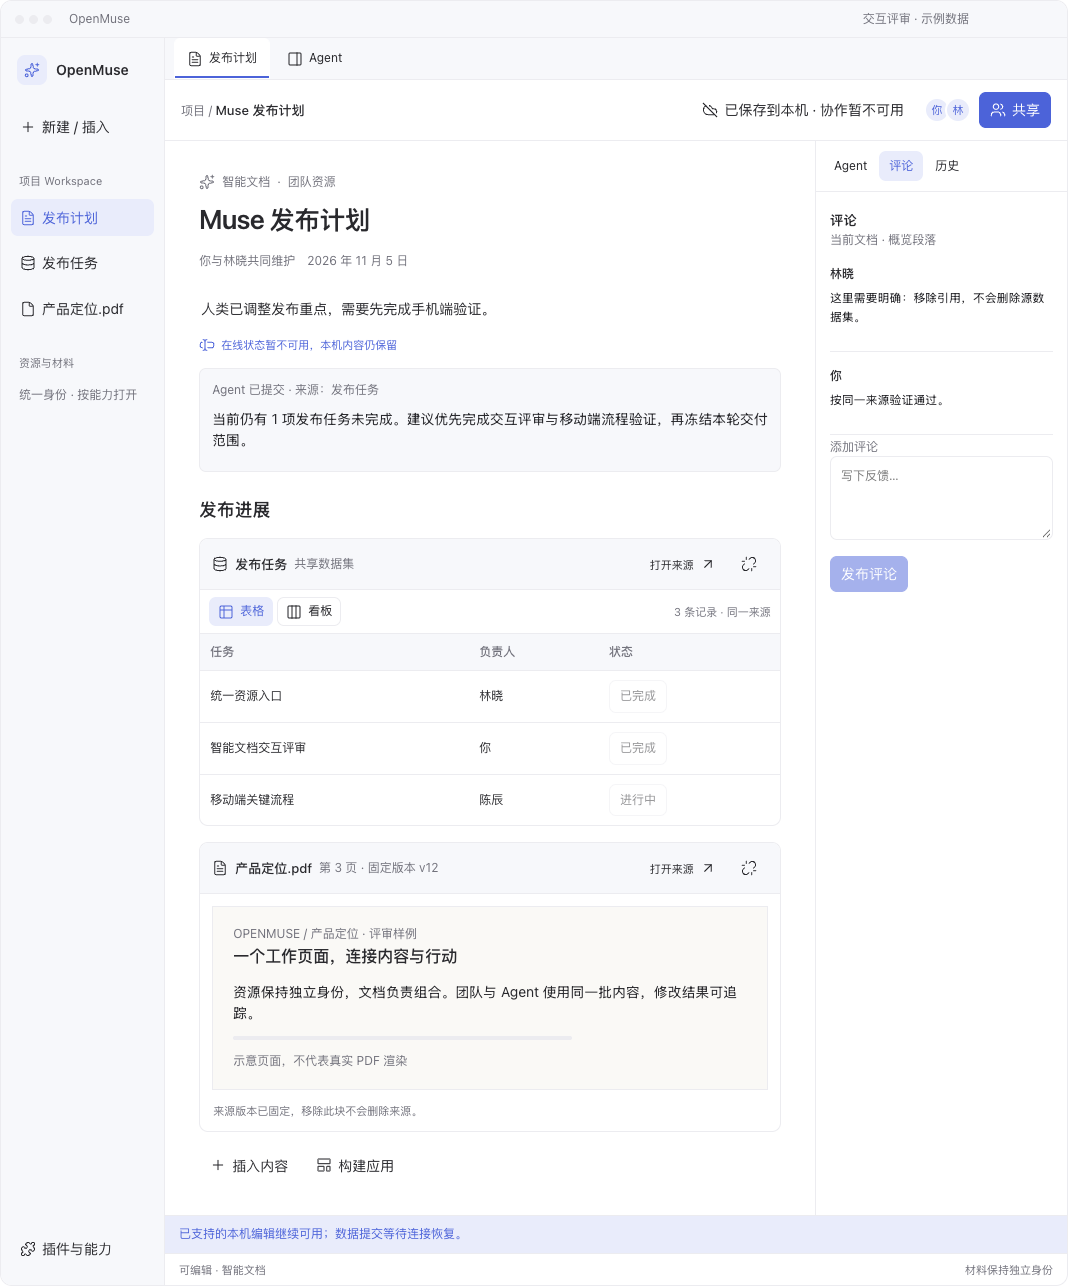 OpenMuse
交互评审 · 示例数据
OpenMuse
新建 / 插入
项目 Workspace
发布计划
发布任务
产品定位.pdf
资源与材料
统一身份 · 按能力打开
插件与能力
发布计划
Agent
项目 / Muse 发布计划
已保存到本机 · 协作暂不可用
你
林
共享
智能文档 · 团队资源
Muse 发布计划
你与林晓共同维护 2026 年 11 月 5 日
人类已调整发布重点，需要先完成手机端验证。
在线状态暂不可用，本机内容仍保留
Agent 已提交 · 来源：发布任务
当前仍有 1 项发布任务未完成。建议优先完成交互评审与移动端流程验证，再冻结本轮交付
范围。
发布进展
发布任务 共享数据集
打开来源
表格
看板
3 条记录 · 同一来源
任务 负责人 状态
统一资源入口 林晓 已完成
智能文档交互评审 你 已完成
移动端关键流程 陈辰 进行中
产品定位.pdf 第 3 页 · 固定版本 v12
打开来源
OPENMUSE / 产品定位 · 评审样例
一个工作页面，连接内容与行动
资源保持独立身份，文档负责组合。团队与 Agent 使用同一批内容，修改结果可追
踪。
示意页面，不代表真实 PDF 渲染
来源版本已固定，移除此块不会删除来源。
插入内容
构建应用
Agent
评论
历史
评论
当前文档 · 概览段落
林晓
这里需要明确：移除引用，不会删除源数
据集。
你
按同一来源验证通过。
添加评论
写下反馈...
发布评论
已支持的本机编辑继续可用；数据提交等待连接恢复。
可编辑 · 智能文档
材料保持独立身份